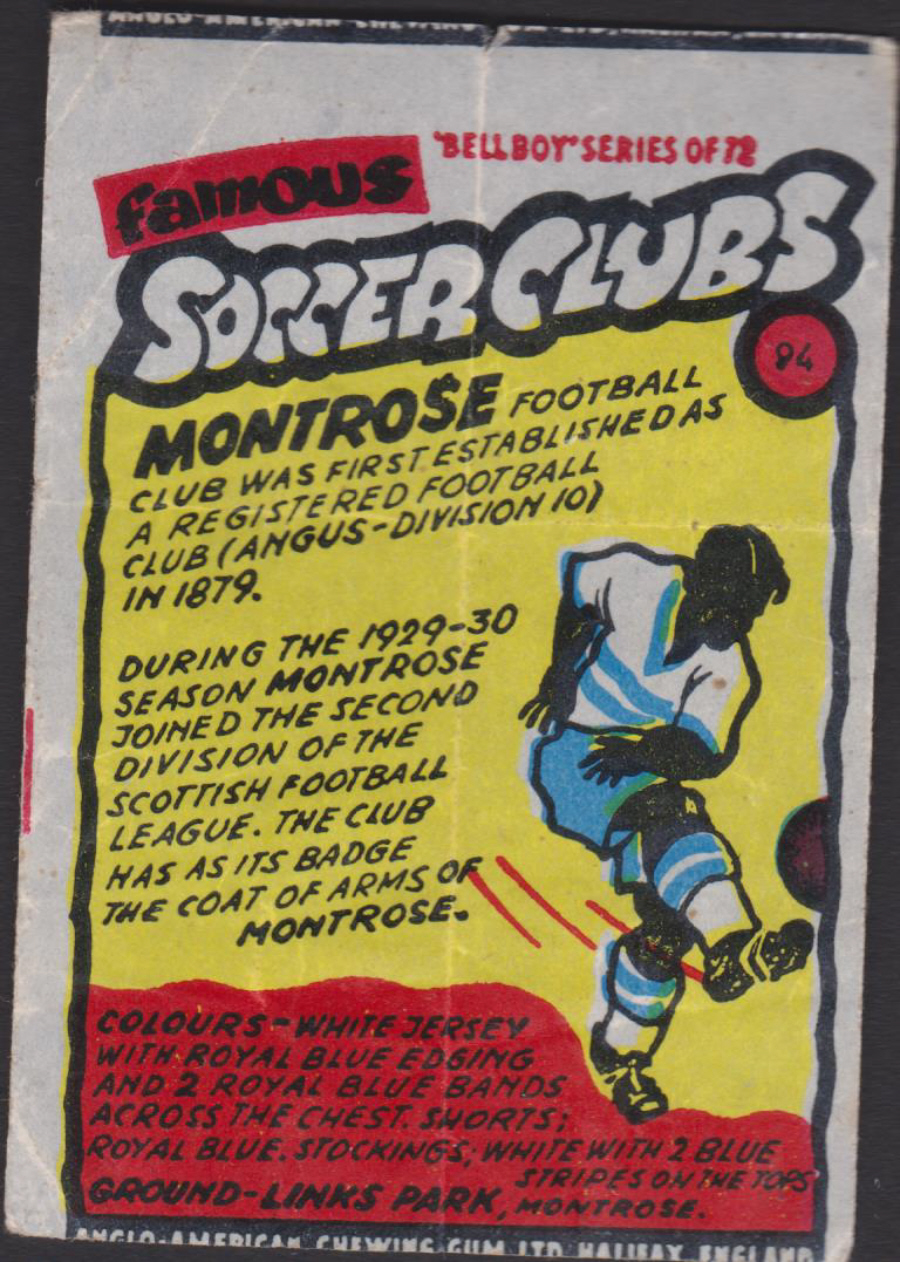 'BELLBOY' SERIES OF 72
famous
SOCCER CLUBS
94
MONTROSE FOOTBALL
CLUB WAS FIRST ESTABLISHED AS
A REGISTERED FOOTBALL
CLUB (ANGUS-DIVISION 10)
IN 1879.
DURING THE 1929-30
SEASON MONTROSE
JOINED THE SECOND
DIVISION OF THE
SCOTTISH FOOTBALL
LEAGUE. THE CLUB
HAS AS ITS BADGE
THE COAT OF ARMS OF
MONTROSE.
COLOURS-WHITE JERSEY
WITH ROYAL BLUE EDGING
AND 2 ROYAL BLUE BANDS
ACROSS THE CHEST. SHORTS;
ROYAL BLUE. STOCKINGS; WHITE WITH 2 BLUE
STRIPES ON THE TOPS
GROUND-LINKS PARK, MONTROSE.
ANGLO-AMERICAN CHEWING GUM LTD HALIFAX ENGLAND